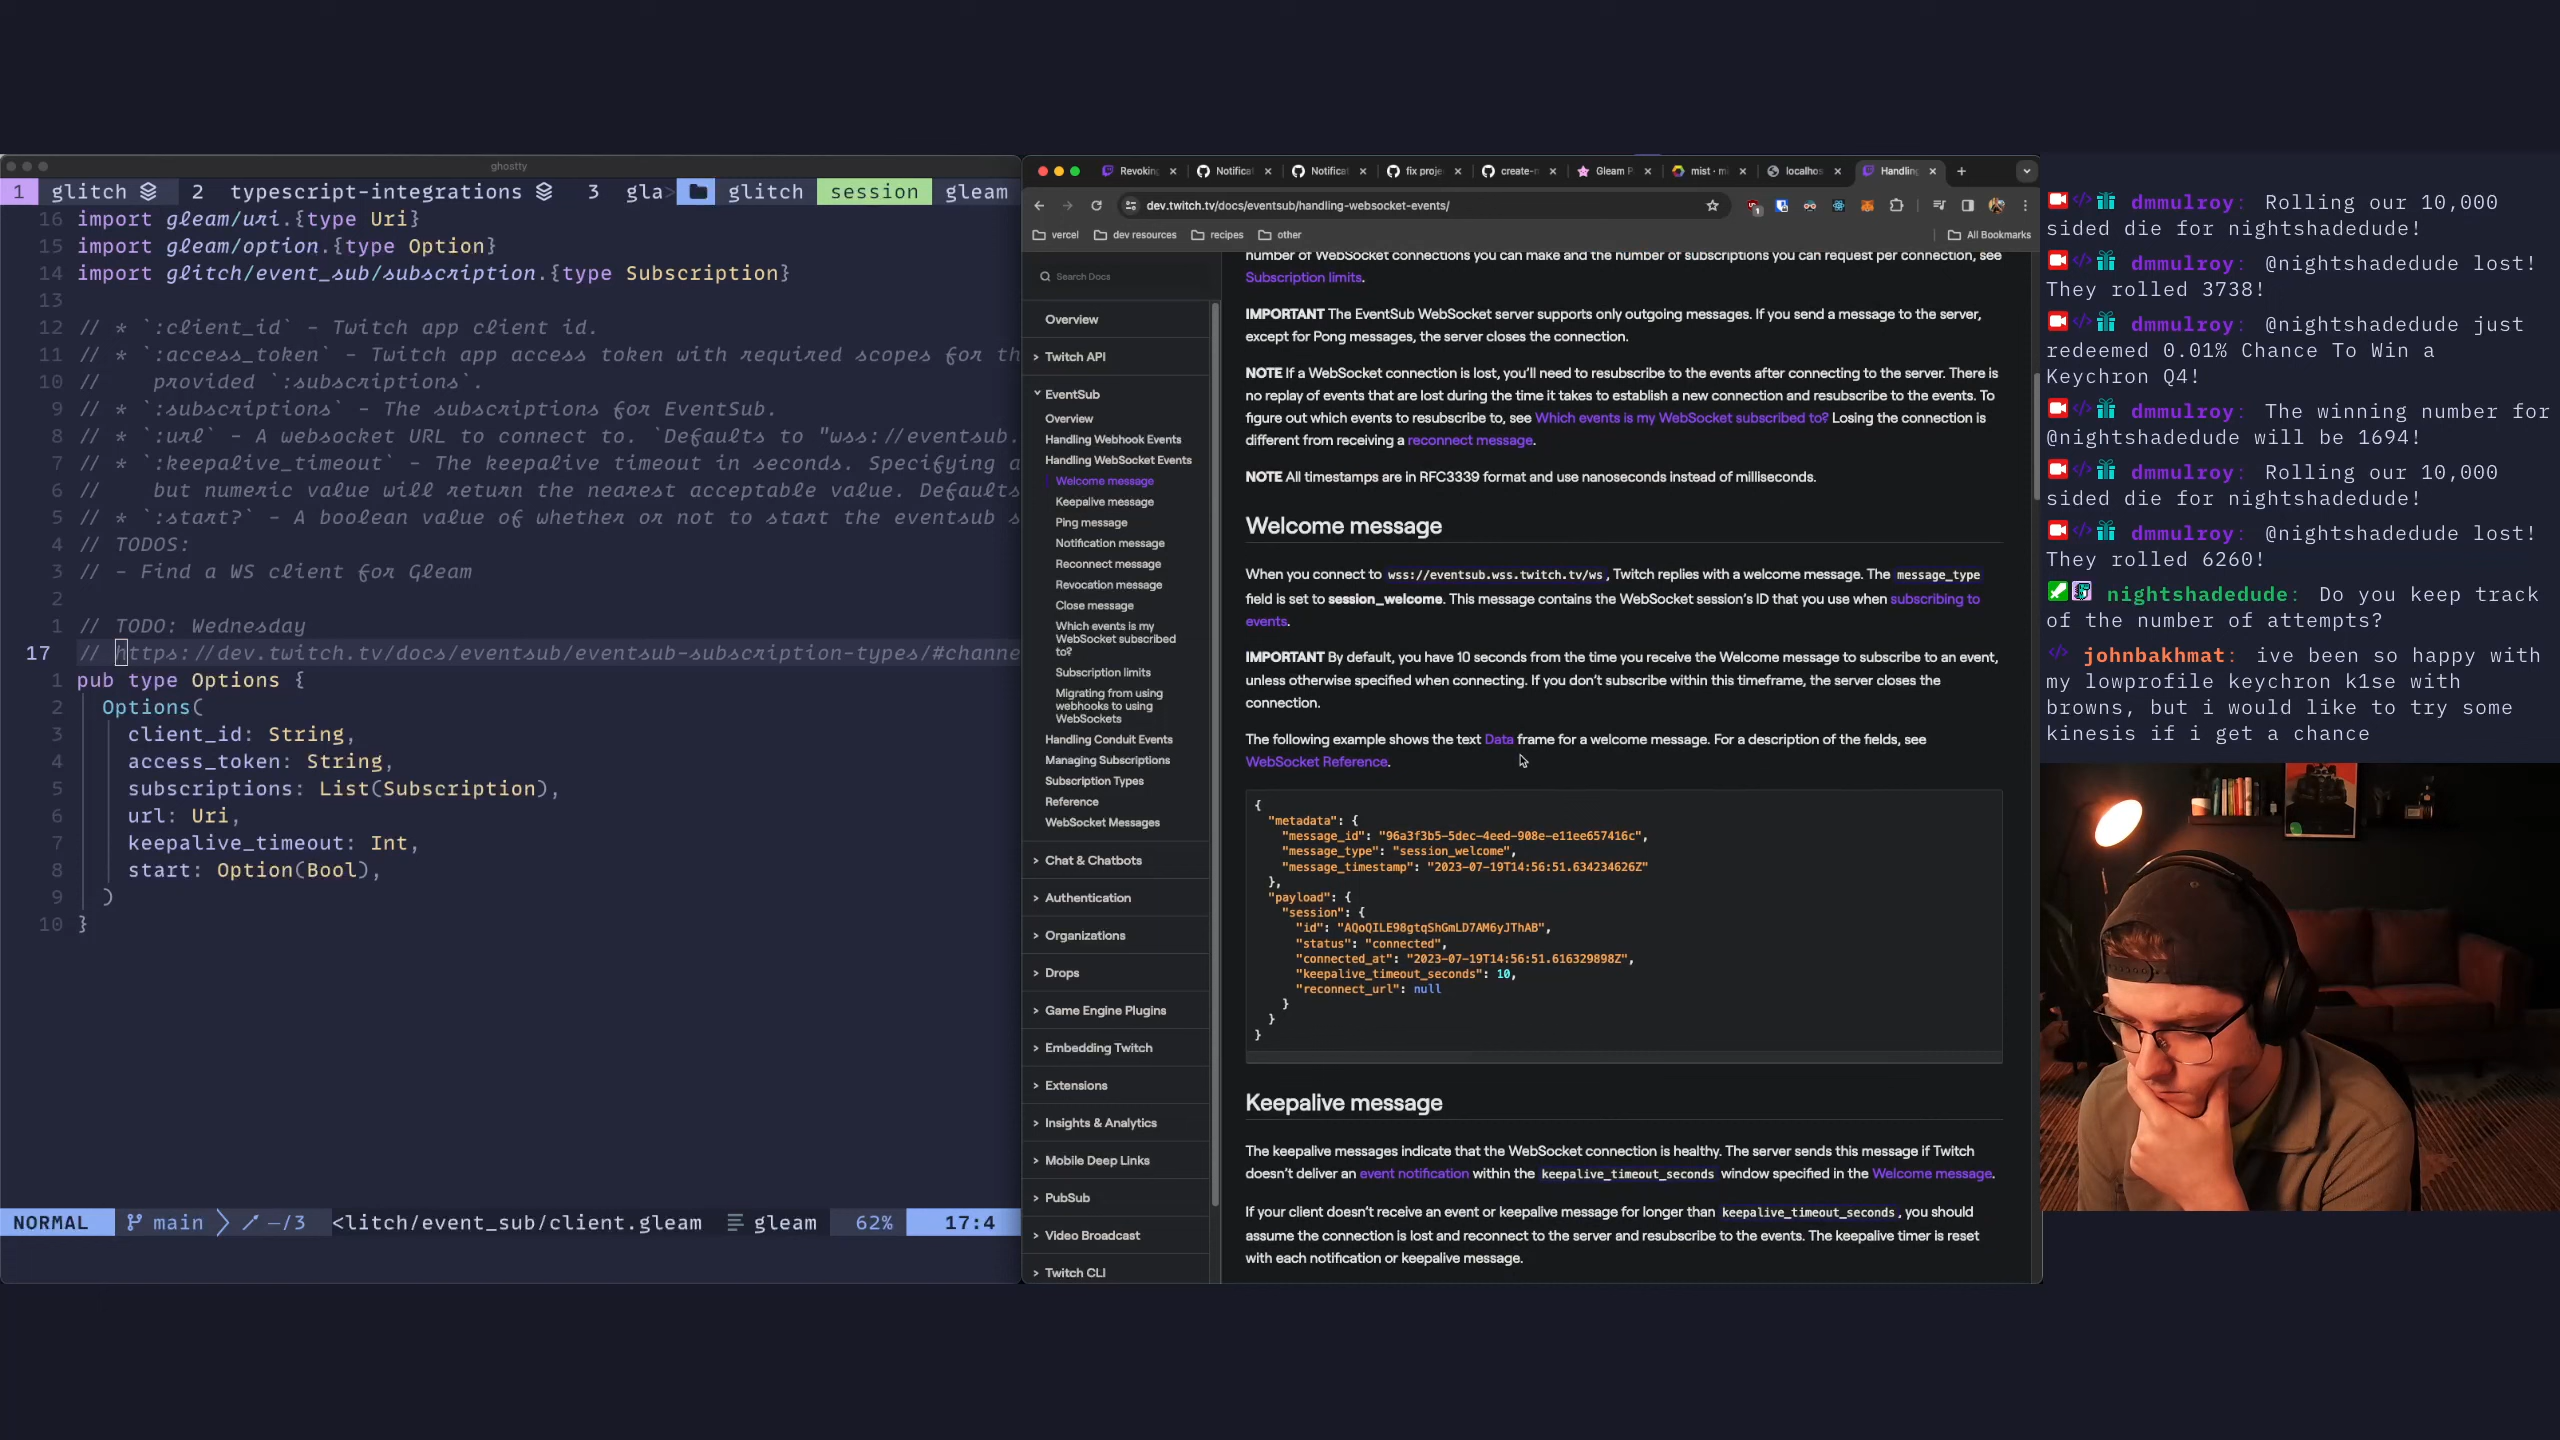 ghostty
1 glitch 2 typescript-integrations 3 gla> glitch session gleam
16 import gleam/uri.{type Uri}
15 import gleam/option.{type Option}
14 import glitch/event_sub/subscription.{type Subscription}
13
12 // * `:client_id` - Twitch app client id.
11 // * `:access_token` - Twitch app access token with required scopes for th
10 //    provided `:subscriptions`.
9 // * `:subscriptions` - The subscriptions for EventSub.
8 // * `:url` - A websocket URL to connect to. `Defaults to "wss://eventsub.
7 // * `:keepalive_timeout` - The keepalive timeout in seconds. Specifying a
6 //    but numeric value will return the nearest acceptable value. Defaults
5 // * `:start?` - A boolean value of whether or not to start the eventsub s
4 // TODOS:
3 // - Find a WS client for Gleam
2
1 // TODO: Wednesday
17 // https://dev.twitch.tv/docs/eventsub/eventsub-subscription-types/#channe
1 pub type Options {
2   Options(
3     client_id: String,
4     access_token: String,
5     subscriptions: List(Subscription),
6     url: Uri,
7     keepalive_timeout: Int,
8     start: Option(Bool),
9   )
10 }
NORMAL main –/3 <litch/event_sub/client.gleam gleam 62% 17:4
Revoking Notificat Notificat fix proje create-r Gleam P mist - m localhos Handling
dev.twitch.tv/docs/eventsub/handling-websocket-events/
vercel dev resources recipes other All Bookmarks
Search Docs
Overview
Twitch API
EventSub
Overview
Handling Webhook Events
Handling WebSocket Events
Welcome message
Keepalive message
Ping message
Notification message
Reconnect message
Revocation message
Close message
Which events is my
WebSocket subscribed
to?
Subscription limits
Migrating from using
webhooks to using
WebSockets
Handling Conduit Events
Managing Subscriptions
Subscription Types
Reference
WebSocket Messages
Chat & Chatbots
Authentication
Organizations
Drops
Game Engine Plugins
Embedding Twitch
Extensions
Insights & Analytics
Mobile Deep Links
PubSub
Video Broadcast
Twitch CLI
number of WebSocket connections you can make and the number of subscriptions you can request per connection, see
Subscription limits.
IMPORTANT The EventSub WebSocket server supports only outgoing messages. If you send a message to the server,
except for Pong messages, the server closes the connection.
NOTE If a WebSocket connection is lost, you'll need to resubscribe to the events after connecting to the server. There is
no replay of events that are lost during the time it takes to establish a new connection and resubscribe to the events. To
figure out which events to resubscribe to, see Which events is my WebSocket subscribed to? Losing the connection is
different from receiving a reconnect message.
NOTE All timestamps are in RFC3339 format and use nanoseconds instead of milliseconds.
Welcome message
When you connect to wss://eventsub.wss.twitch.tv/ws, Twitch replies with a welcome message. The message_type
field is set to session_welcome. This message contains the WebSocket session's ID that you use when subscribing to
events.
IMPORTANT By default, you have 10 seconds from the time you receive the Welcome message to subscribe to an event,
unless otherwise specified when connecting. If you don't subscribe within this timeframe, the server closes the
connection.
The following example shows the text Data frame for a welcome message. For a description of the fields, see
WebSocket Reference.
{
  "metadata": {
    "message_id": "96a3f3b5-5dec-4eed-908e-e11ee657416c",
    "message_type": "session_welcome",
    "message_timestamp": "2023-07-19T14:56:51.634234626Z"
  },
  "payload": {
    "session": {
      "id": "AQoQILE98gtqShGmLD7AM6yJThAB",
      "status": "connected",
      "connected_at": "2023-07-19T14:56:51.616329898Z",
      "keepalive_timeout_seconds": 10,
      "reconnect_url": null
    }
  }
}
Keepalive message
The keepalive messages indicate that the WebSocket connection is healthy. The server sends this message if Twitch
doesn't deliver an event notification within the keepalive_timeout_seconds window specified in the Welcome message.
If your client doesn't receive an event or keepalive message for longer than keepalive_timeout_seconds, you should
assume the connection is lost and reconnect to the server and resubscribe to the events. The keepalive timer is reset
with each notification or keepalive message.
dmmulroy: Rolling our 10,000
sided die for nightshadedude!
dmmulroy: @nightshadedude lost!
They rolled 3738!
dmmulroy: @nightshadedude just
redeemed 0.01% Chance To Win a
Keychron Q4!
dmmulroy: The winning number for
@nightshadedude will be 1694!
dmmulroy: Rolling our 10,000
sided die for nightshadedude!
dmmulroy: @nightshadedude lost!
They rolled 6260!
nightshadedude: Do you keep track
of the number of attempts?
johnbakhmat: ive been so happy with
my lowprofile keychron k1se with
browns, but i would like to try some
kinesis if i get a chance